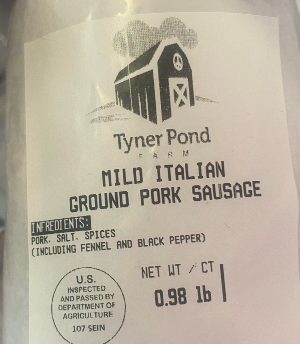 Tyner Pond
FARM
MILD ITALIAN
GROUND PORK SAUSAGE
INFREDIENTS:
PORK. SALT. SPICES
(INCLUDING FENNEL AND BLACK PEPPER)
U.S.
INSPECTED
AND PASSED BY
DEPARTMENT OF
AGRICULTURE
107 SEIN
NET WT / CT
0.98 lb